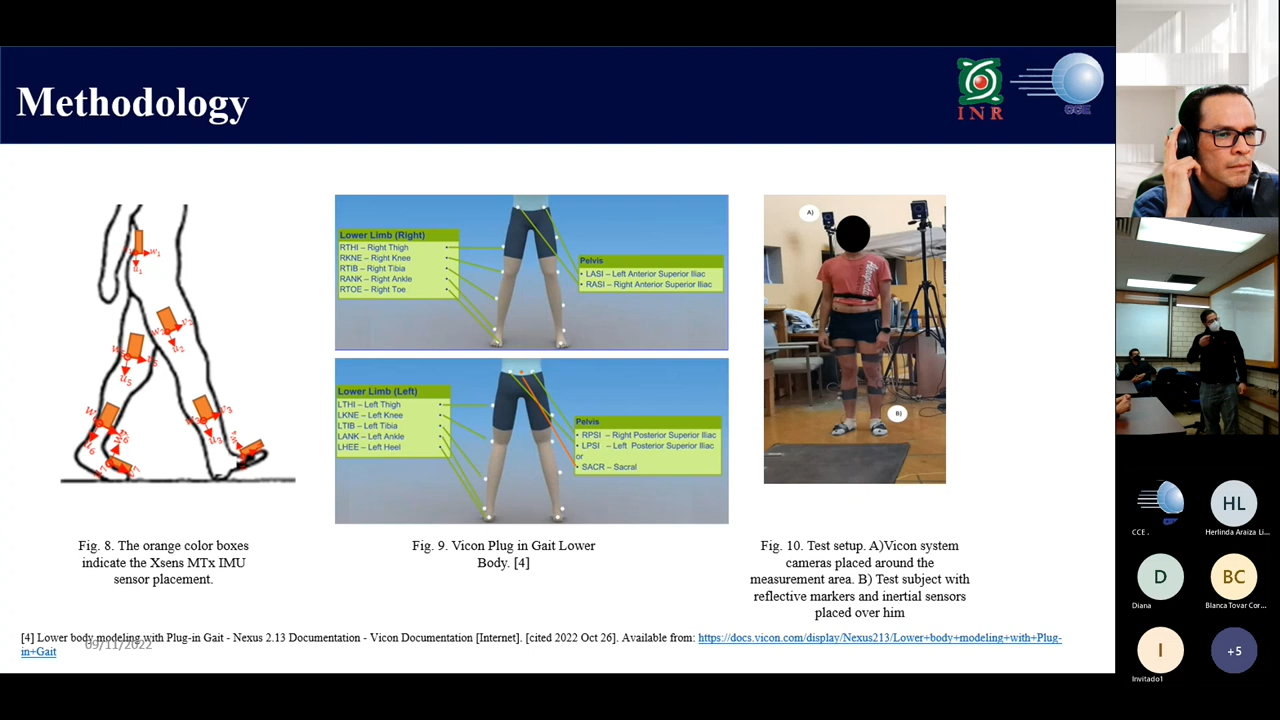 Methodology
INR
CCE
Lower Limb (Right)
RTHI – Right Thigh
RKNE – Right Knee
RTIB – Right Tibia
RANK – Right Ankle
RTOE – Right Toe
Pelvis
• LASI – Left Anterior Superior Iliac
• RASI – Right Anterior Superior Iliac
Lower Limb (Left)
LTHI – Left Thigh
LKNE – Left Knee
LTIB – Left Tibia
LANK – Left Ankle
LHEE – Left Heel
Pelvis
• RPSI – Right Posterior Superior Iliac
• LPSI – Left Posterior Superior Iliac
or
• SACR – Sacral
A)
B)
Fig. 8. The orange color boxes
indicate the Xsens MTx IMU
sensor placement.
Fig. 9. Vicon Plug in Gait Lower
Body. [4]
Fig. 10. Test setup. A)Vicon system
cameras placed around the
measurement area. B) Test subject with
reflective markers and inertial sensors
placed over him
[4] Lower body modeling with Plug-in Gait - Nexus 2.13 Documentation - Vicon Documentation [Internet]. [cited 2022 Oct 26]. Available from: https://docs.vicon.com/display/Nexus213/Lower+body+modeling+with+Plug-
in+Gait
09/11/2022
CCE .
HL
Herlinda Araiza Li...
D
Diana
BC
Blanca Tovar Cor...
I
Invitado1
+5